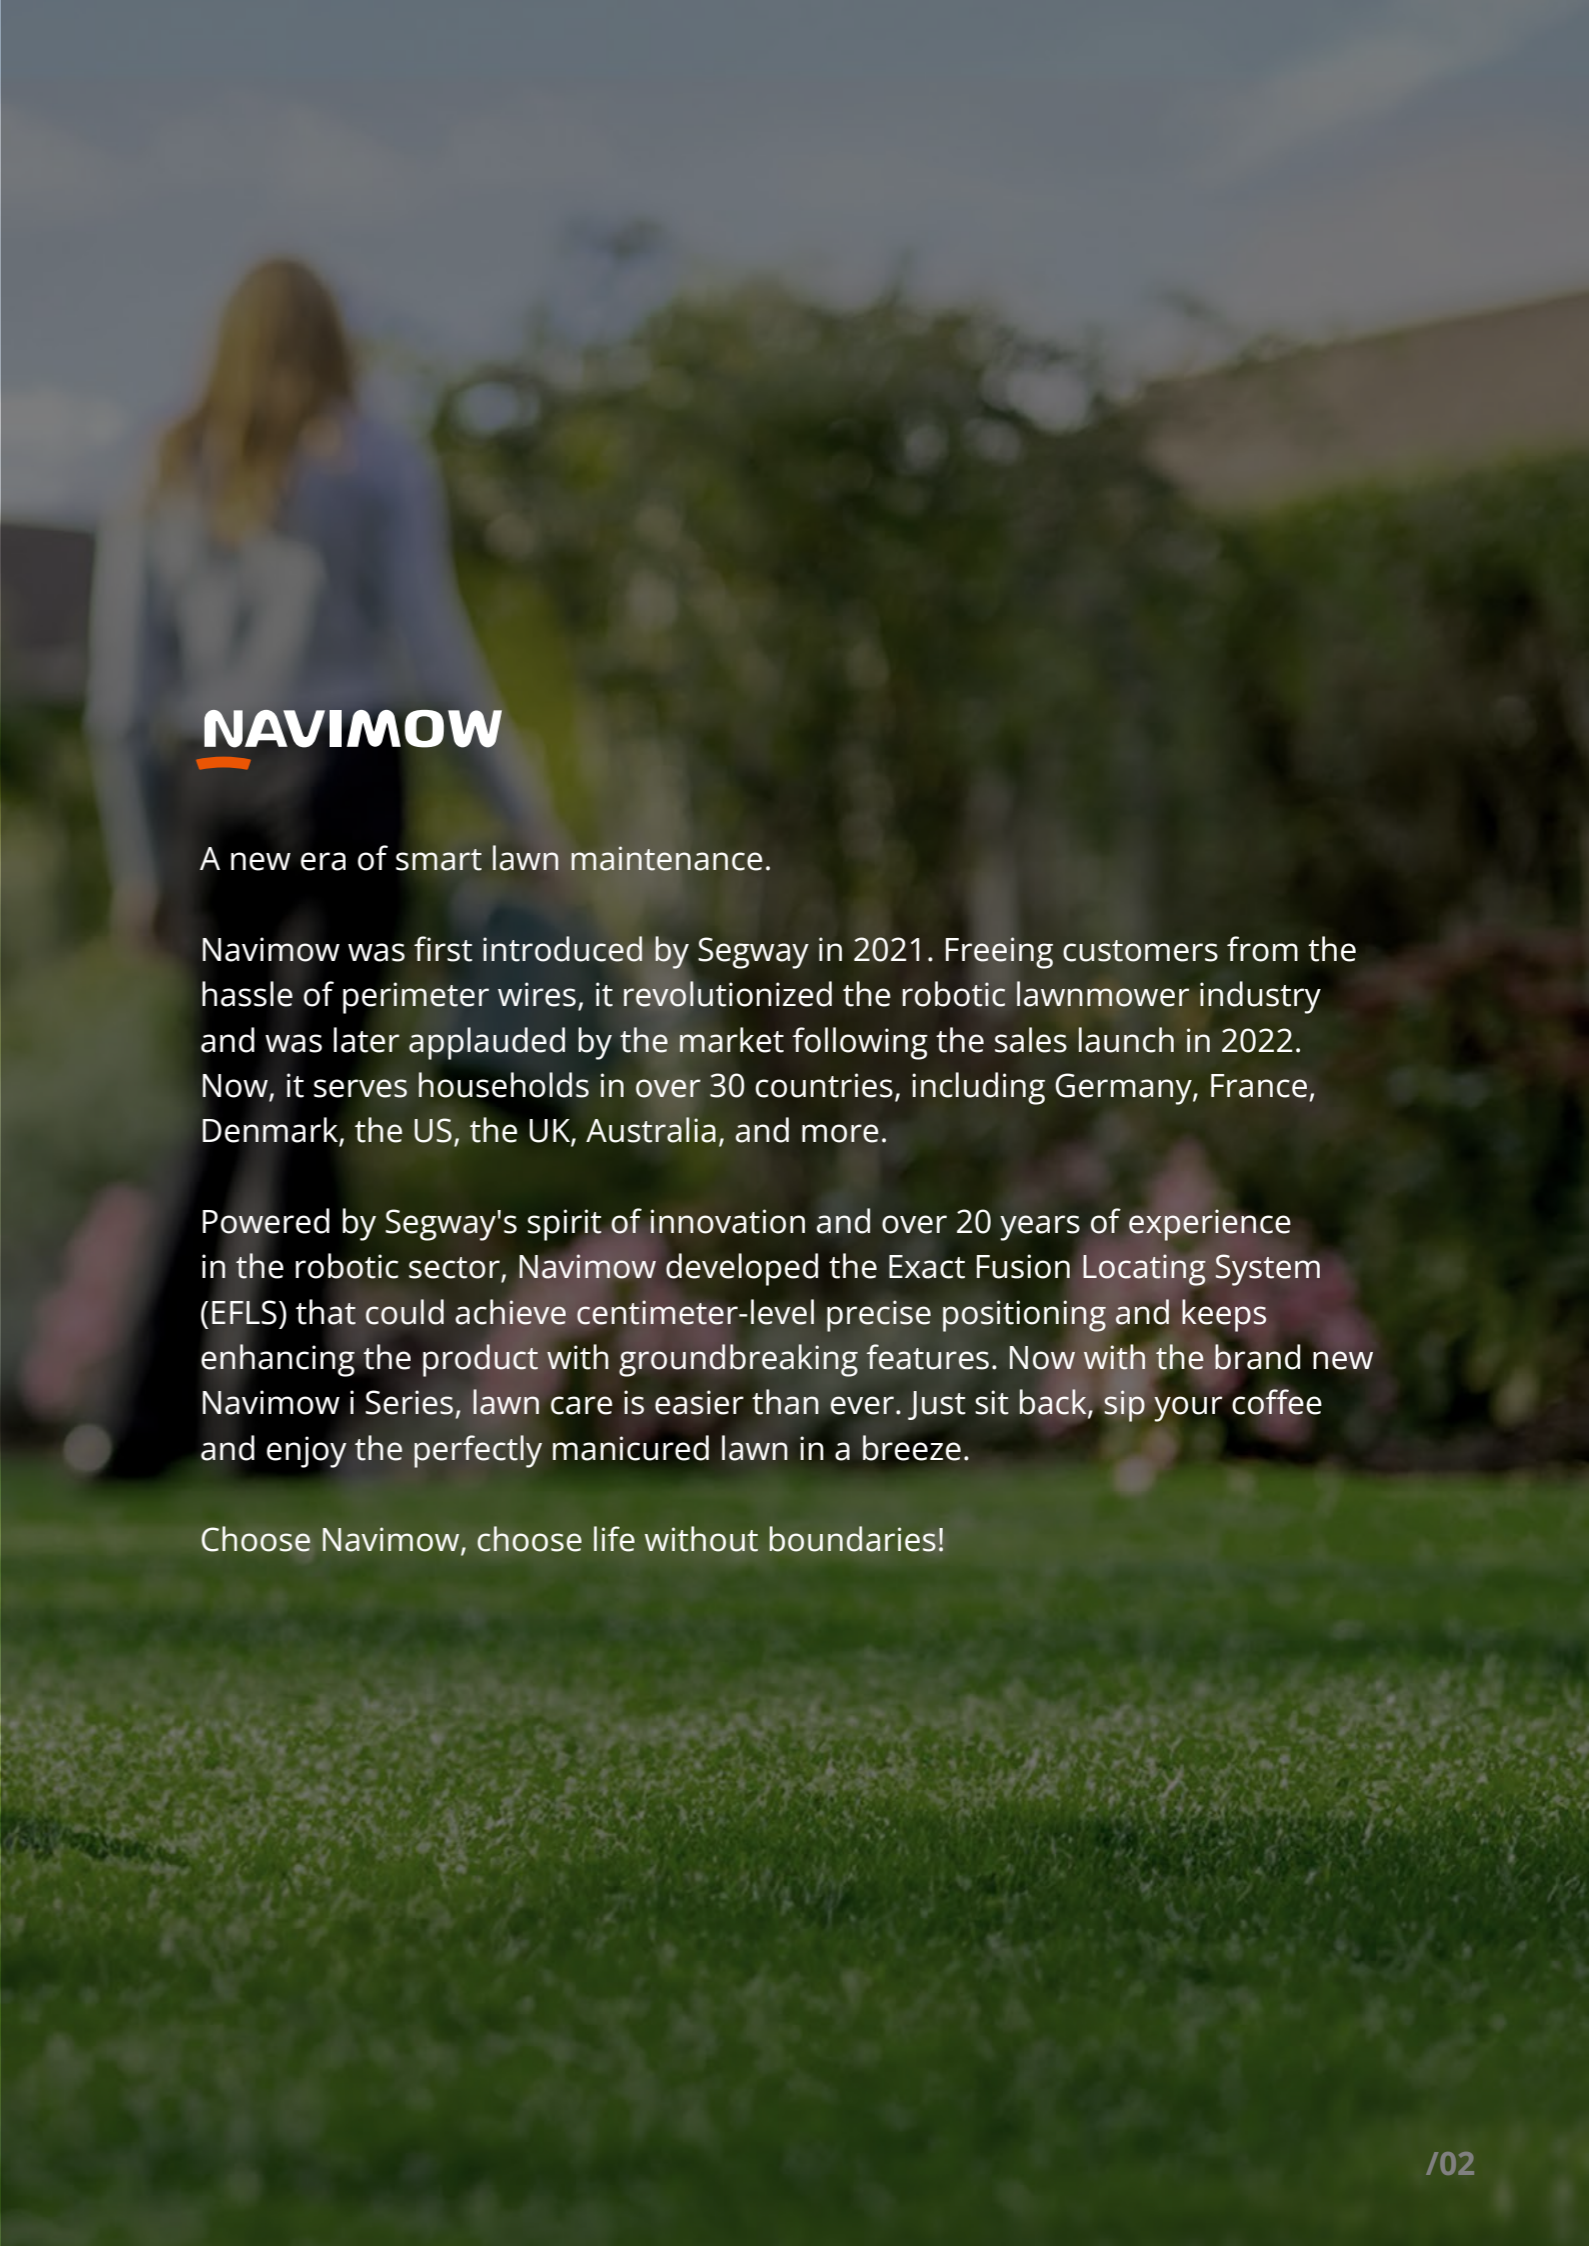 NAVIMOW
A new era of smart lawn maintenance.
Navimow was first introduced by Segway in 2021. Freeing customers from the
hassle of perimeter wires, it revolutionized the robotic lawnmower industry
and was later applauded by the market following the sales launch in 2022.
Now, it serves households in over 30 countries, including Germany, France,
Denmark, the US, the UK, Australia, and more.
Powered by Segway's spirit of innovation and over 20 years of experience
in the robotic sector, Navimow developed the Exact Fusion Locating System
(EFLS) that could achieve centimeter-level precise positioning and keeps
enhancing the product with groundbreaking features. Now with the brand new
Navimow i Series, lawn care is easier than ever. Just sit back, sip your coffee
and enjoy the perfectly manicured lawn in a breeze.
Choose Navimow, choose life without boundaries!
/02